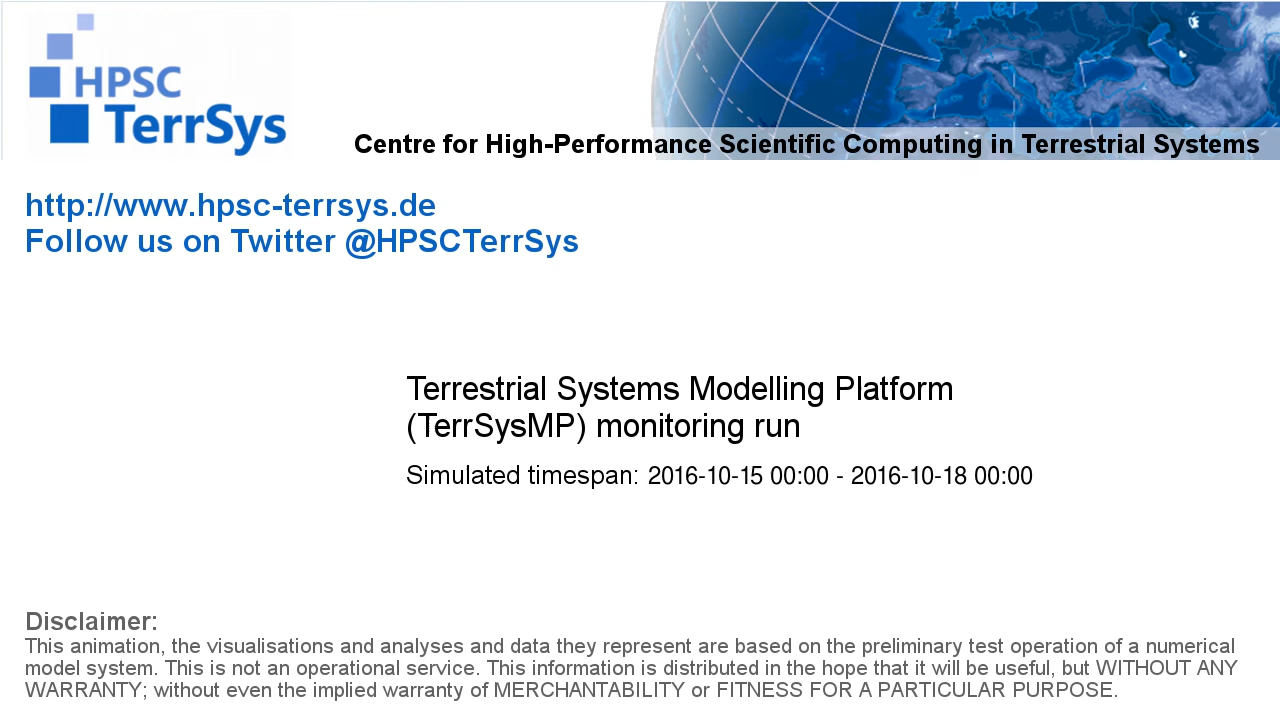 HPSC
TerrSys
Centre for High-Performance Scientific Computing in Terrestrial Systems
http://www.hpsc-terrsys.de
Follow us on Twitter @HPSCTerrSys
Terrestrial Systems Modelling Platform
(TerrSysMP) monitoring run
Simulated timespan: 2016-10-15 00:00 - 2016-10-18 00:00
Disclaimer:
This animation, the visualisations and analyses and data they represent are based on the preliminary test operation of a numerical
model system. This is not an operational service. This information is distributed in the hope that it will be useful, but WITHOUT ANY
WARRANTY; without even the implied warranty of MERCHANTABILITY or FITNESS FOR A PARTICULAR PURPOSE.